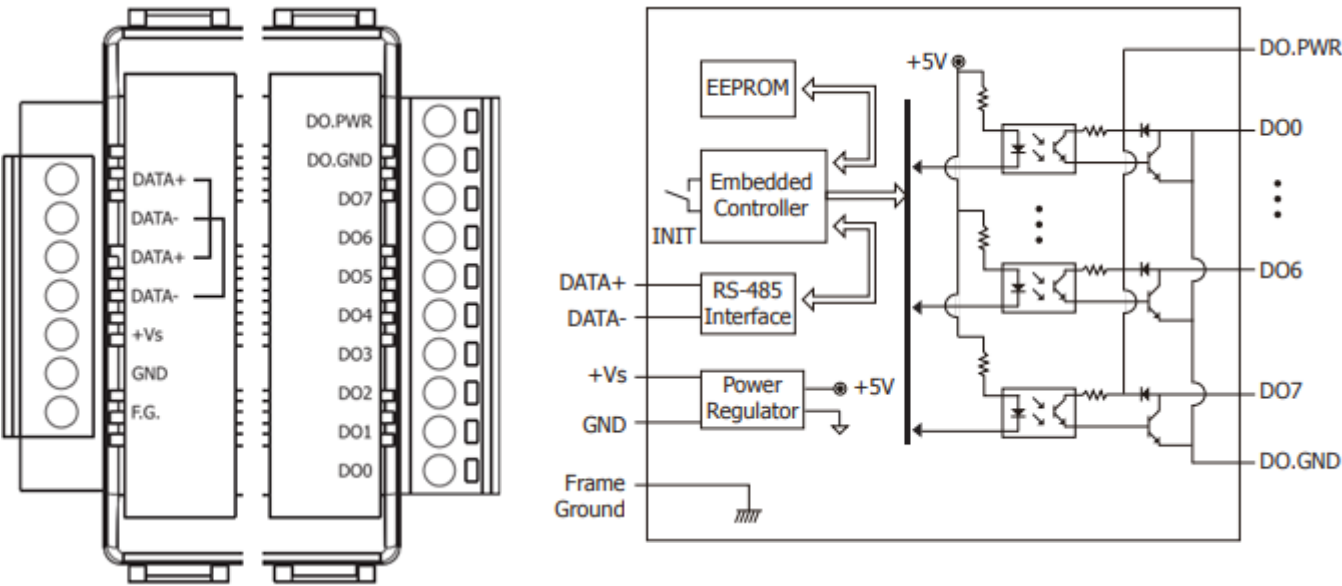 DATA+
DATA-
DATA+
DATA-
+Vs
GND
F.G.
DO.PWR
DO.GND
DO7
DO6
DO5
DO4
DO3
DO2
DO1
DO0
EEPROM
Embedded
Controller
INIT
RS-485
Interface
DATA+
DATA-
+Vs
GND
Power
Regulator
+5V
Frame
Ground
+5V
DO.PWR
DO0
DO6
DO7
DO.GND